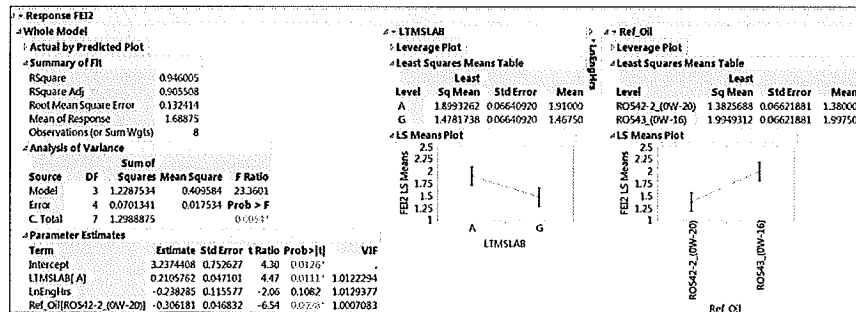 Response FEI2
Whole Model
Actual by Predicted Plot
Summary of Fit
RSquare 0.946005
RSquare Adj 0.905508
Root Mean Square Error 0.132414
Mean of Response 1.68875
Observations (or Sum Wgts) 8
Analysis of Variance
Sum of
Source DF Squares Mean Square F Ratio
Model 3 1.2287534 0.409584 23.3601
Error 4 0.0701341 0.017534 Prob > F
C. Total 7 1.2988875 0.0054*
Parameter Estimates
Term Estimate Std Error t Ratio Prob>|t| VIF
Intercept 3.2374408 0.752627 4.30 0.0126* .
LTMSLAB[A] 0.2105762 0.047101 4.47 0.0111* 1.0122294
LnEngHrs -0.238285 0.115577 -2.06 0.1082 1.0129377
Ref_Oil[RO542-2_(0W-20)] -0.306181 0.046832 -6.54 1.0007083
LTMSLAB
Leverage Plot
Least Squares Means Table
Least
Level Sq Mean Std Error Mean
A 1.8993262 0.06640920 1.91000
G 1.4781738 0.06640920 1.46750
LS Means Plot
FEI2 LS Means
2.5
2.25
2
1.75
1.5
1.25
1
A G
LTMSLAB
LnEngHrs
Ref_Oil
Leverage Plot
Least Squares Means Table
Least
Level Sq Mean Std Error Mean
RO542-2_(0W-20) 1.3825688 0.06621881 1.38000
RO543_(0W-16) 1.9949312 0.06621881 1.99750
LS Means Plot
FEI2 LS Means
2.5
2.25
2
1.75
1.5
1.25
1
RO542-2_(0W-20)
RO543_(0W-16)
Ref_Oil